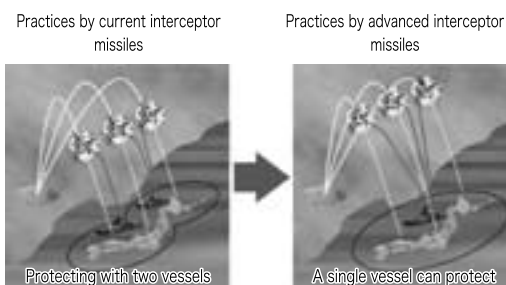 Practices by current interceptor
missiles
Practices by advanced interceptor
missiles
Protecting with two vessels
A single vessel can protect